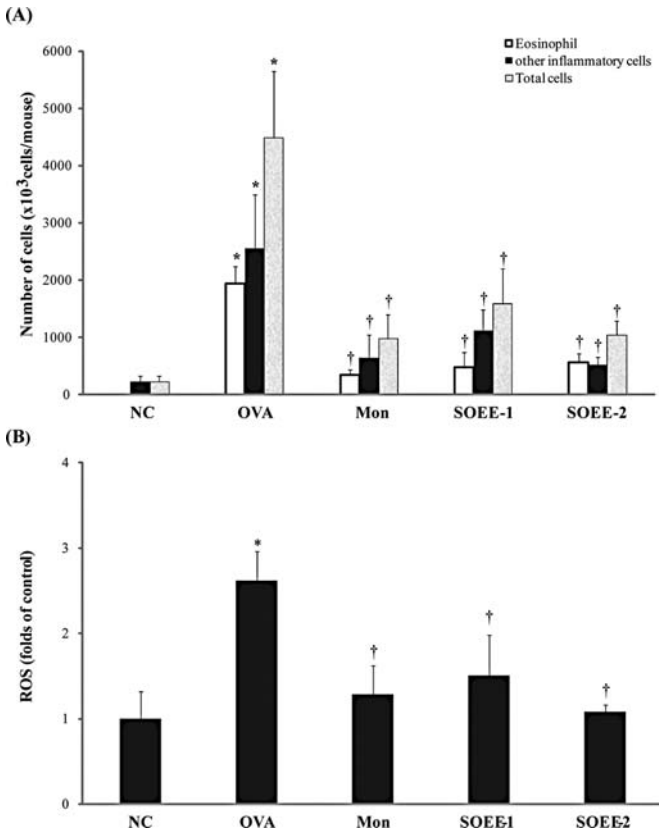 (A)
Number of cells (x10³cells/mouse)
6000
5000
4000
3000
2000
1000
0
Eosinophil
other inflammatory cells
Total cells
* * *
† † †
† † †
† † †
NC OVA Mon SOEE-1 SOEE-2
(B)
ROS (folds of control)
4
3
2
1
0
*
†
†
†
NC OVA Mon SOEE-1 SOEE-2